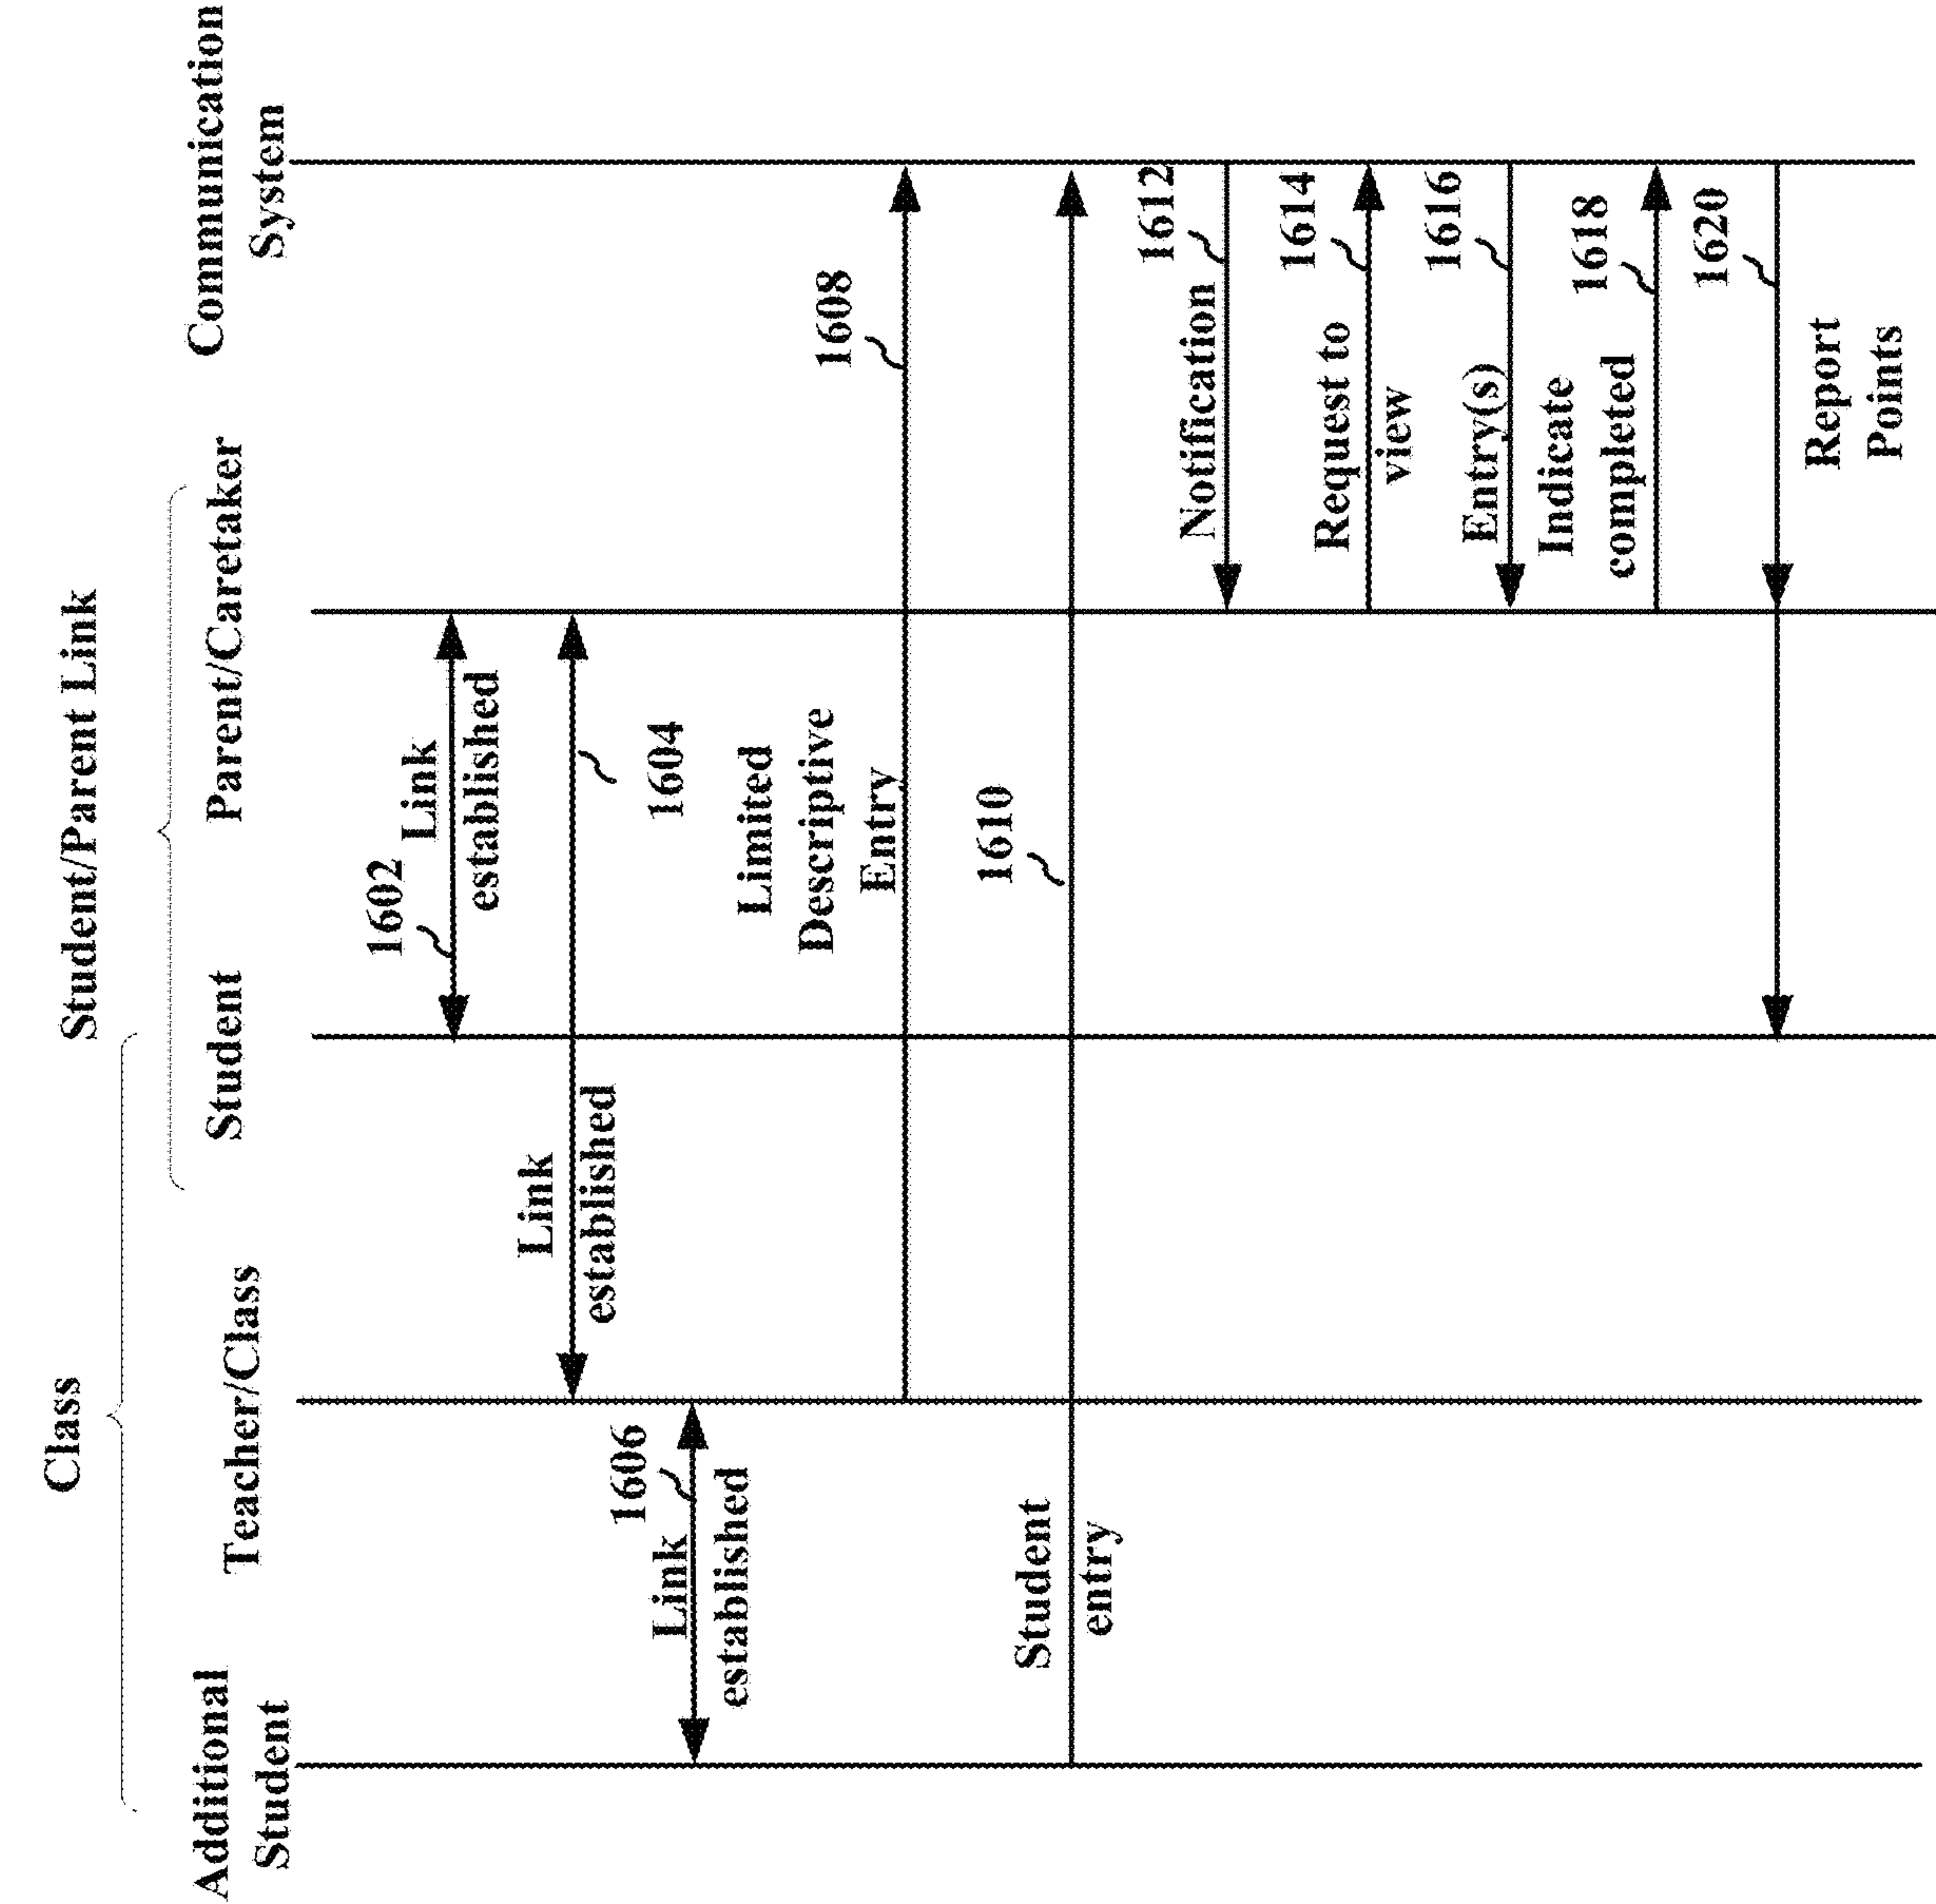 Class
Student/Parent Link
Additional
Student
Teacher/Class
Student
Parent/Caretaker
Communication
System
1602
Link
established
Link
established
1604
1606
Link
established
Limited
Descriptive
Entry
1608
1610
Student
entry
1612
Notification
1614
Request to
view
1616
Entry(s)
Indicate
completed
1618
1620
Report
Points